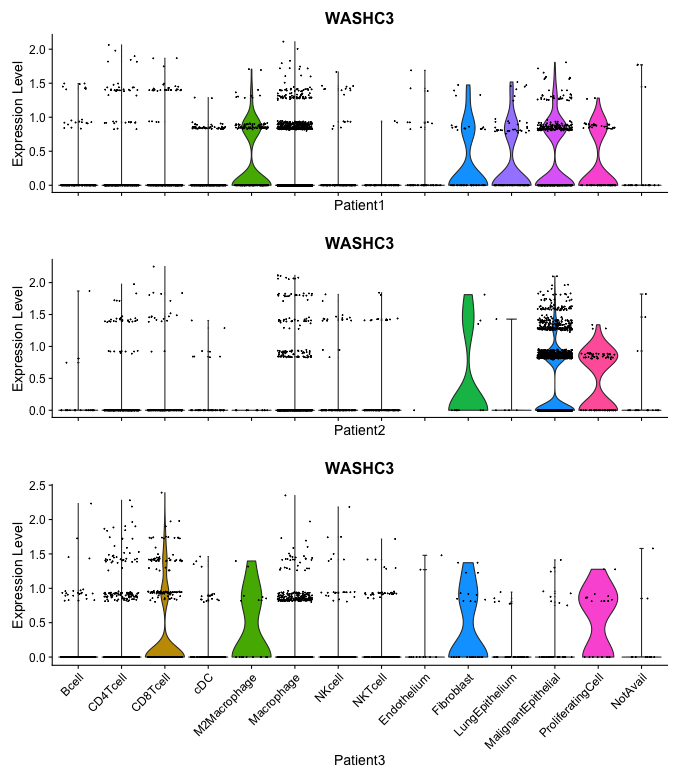 WASHC3
Expression Level
2.0
1.5
1.0
0.5
0.0
Patient1
WASHC3
Expression Level
2.0
1.5
1.0
0.5
0.0
Patient2
WASHC3
Expression Level
2.5
2.0
1.5
1.0
0.5
0.0
Bcell
CD4Tcell
CD8Tcell
cDC
M2Macrophage
Macrophage
NKcell
NKTcell
Endothelium
Fibroblast
LungEpithelium
MalignantEpithelial
ProliferatingCell
NotAvail
Patient3